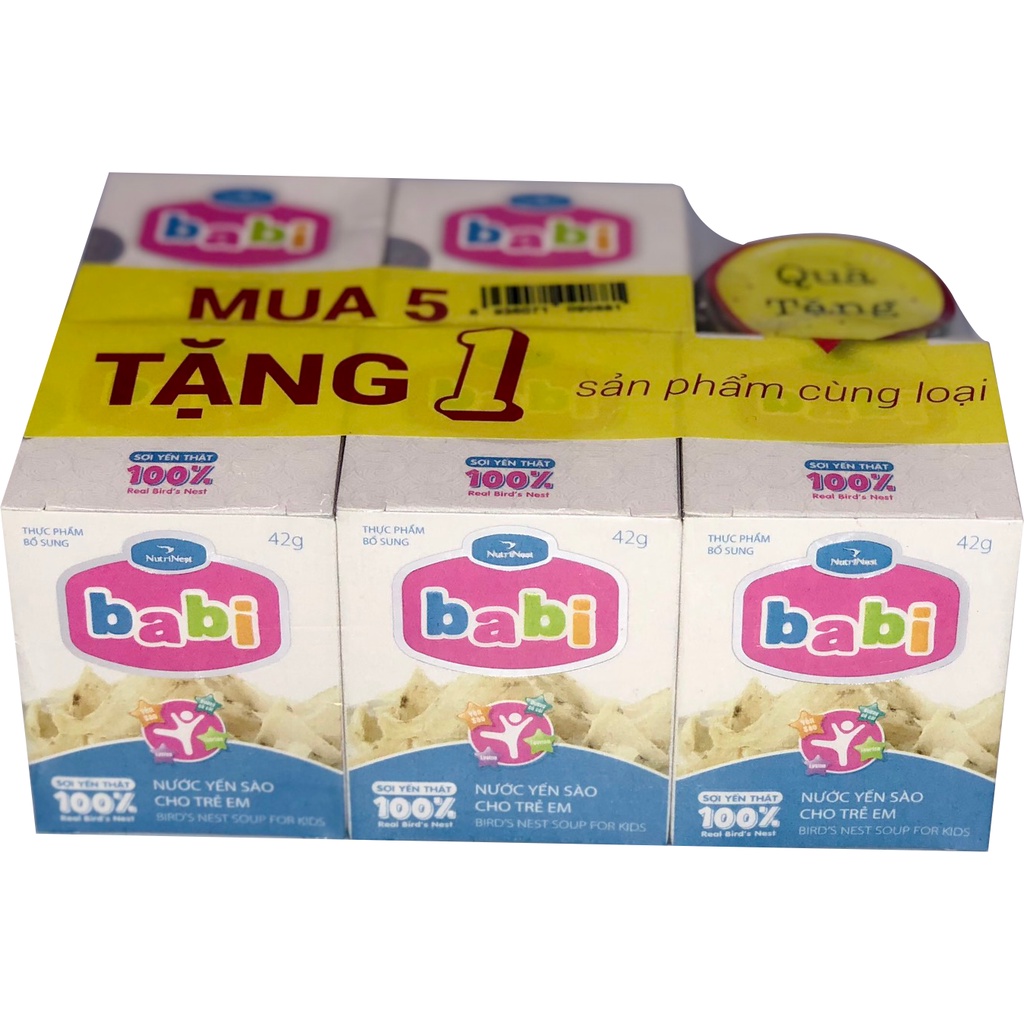 babi
babi
MUA 5
Quà
Tặng
TẶNG 1 sản phẩm cùng loại
SỢI YẾN THẬT
100%
Real Bird's Nest
SỢI YẾN THẬT
100%
Real Bird's Nest
SỢI YẾN THẬT
100%
Real Bird's Nest
THỰC PHẨM
BỔ SUNG
42g
NutriNest
babi
SỢI YẾN THẬT
100%
Real Bird's Nest
NƯỚC YẾN SÀO
CHO TRẺ EM
BIRD'S NEST SOUP FOR KIDS
THỰC PHẨM
BỔ SUNG
42g
NutriNest
babi
SỢI YẾN THẬT
100%
Real Bird's Nest
NƯỚC YẾN SÀO
CHO TRẺ EM
BIRD'S NEST SOUP FOR KIDS
THỰC PHẨM
BỔ SUNG
42g
NutriNest
babi
SỢI YẾN THẬT
100%
Real Bird's Nest
NƯỚC YẾN SÀO
CHO TRẺ EM
BIRD'S NEST SOUP FOR KIDS